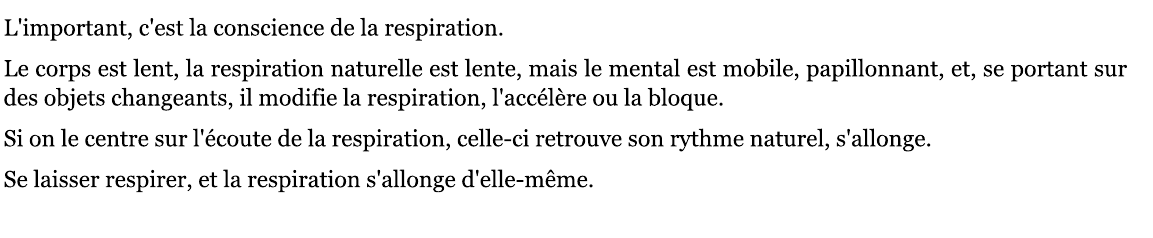 L'important, c'est la conscience de la respiration.
Le corps est lent, la respiration naturelle est lente, mais le mental est mobile, papillonnant, et, se portant sur
des objets changeants, il modifie la respiration, l'accélère ou la bloque.
Si on le centre sur l'écoute de la respiration, celle-ci retrouve son rythme naturel, s'allonge.
Se laisser respirer, et la respiration s'allonge d'elle-même.